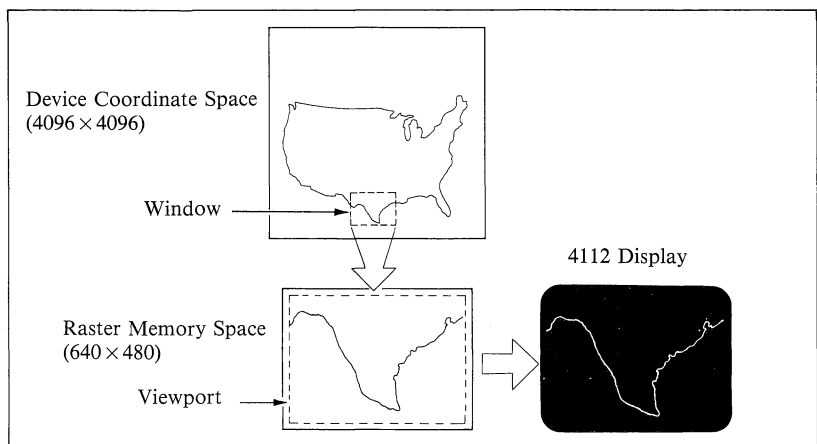 Device Coordinate Space
(4096 × 4096)
Window
4112 Display
Raster Memory Space
(640 × 480)
Viewport